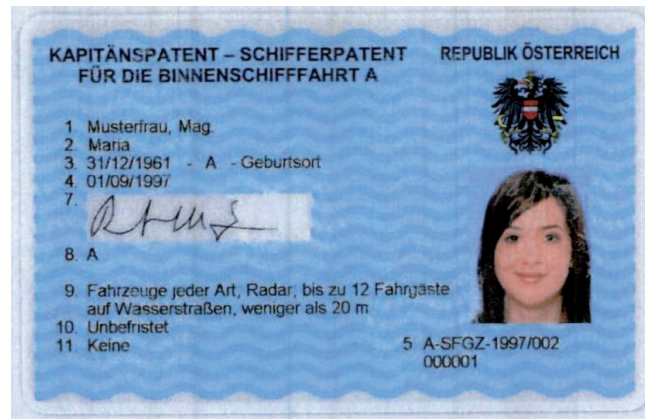 KAPITÄNSPATENT – SCHIFFERPATENT
FÜR DIE BINNENSCHIFFFAHRT A
REPUBLIK ÖSTERREICH
1. Musterfrau, Mag.
2. Maria
3. 31/12/1961 - A - Geburtsort
4. 01/09/1997
7.
8. A
9. Fahrzeuge jeder Art, Radar, bis zu 12 Fahrgäste
auf Wasserstraßen, weniger als 20 m
10. Unbefristet
11. Keine
5 A-SFGZ-1997/002
000001